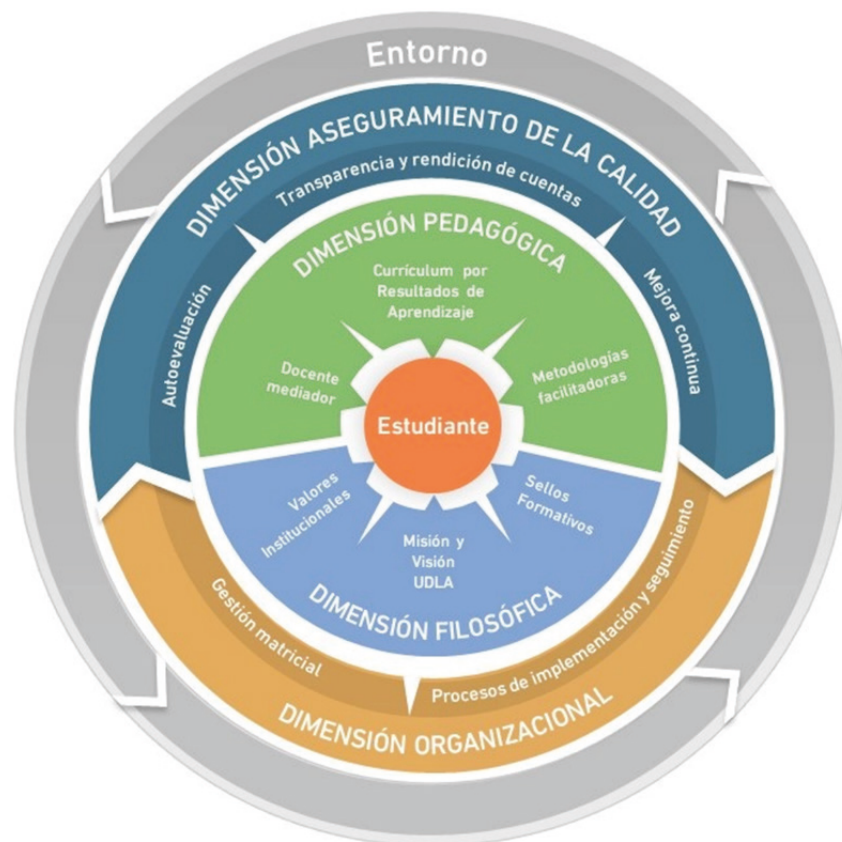 Entorno
DIMENSIÓN ASEGURAMIENTO DE LA CALIDAD
Transparencia y rendición de cuentas
Autoevaluación
Mejora continua
DIMENSIÓN PEDAGÓGICA
Currículum por
Resultados de
Aprendizaje
Docente
mediador
Metodologías
facilitadoras
Estudiante
Valores
Institucionales
Misión y
Visión
UDLA
Sellos
Formativos
DIMENSIÓN FILOSÓFICA
Gestión matricial
Procesos de implementación y seguimiento
DIMENSIÓN ORGANIZACIONAL